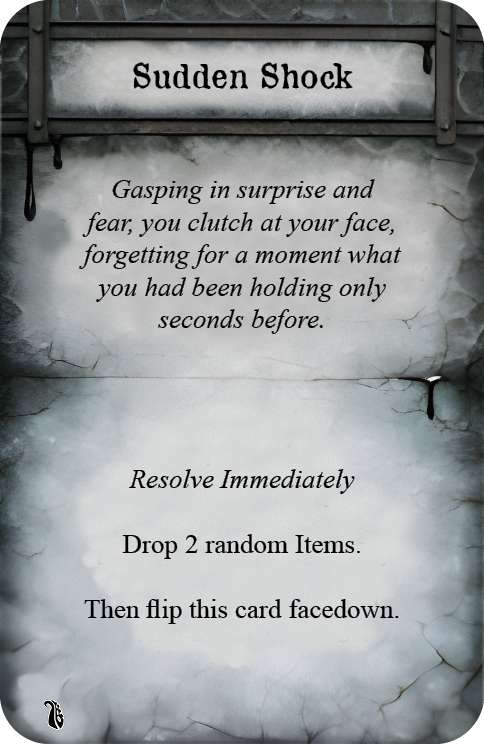 Sudden Shock
Gasping in surprise and
fear, you clutch at your face,
forgetting for a moment what
you had been holding only
seconds before.
Resolve Immediately
Drop 2 random Items.
Then flip this card facedown.